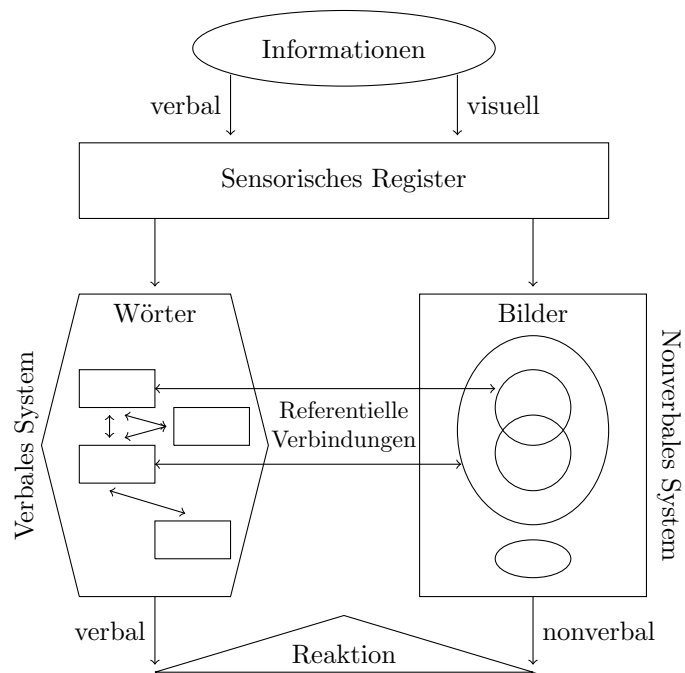 Informationen
verbal
visuell
Sensorisches Register
Wörter
Bilder
Verbales System
Referentielle
Verbindungen
Nonverbales System
verbal
nonverbal
Reaktion